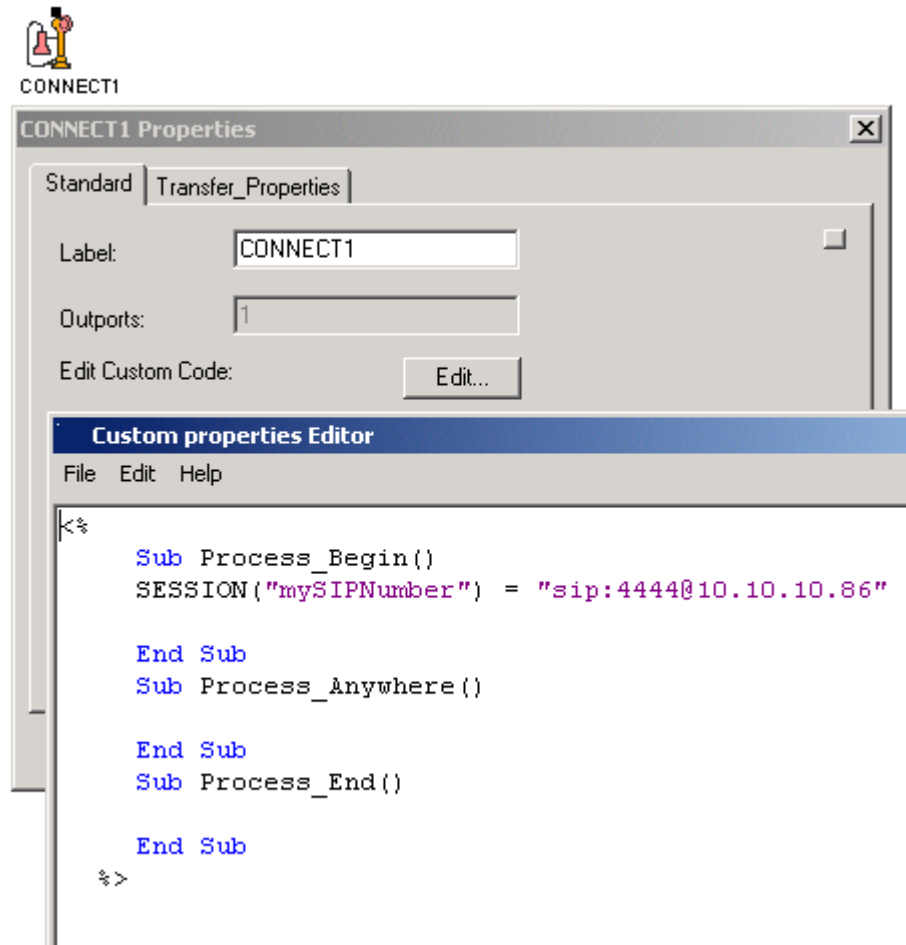 CONNECT1
CONNECT1 Properties
Standard Transfer_Properties
Label: CONNECT1
Outports: 1
Edit Custom Code: Edit...
Custom properties Editor
File Edit Help
<%
Sub Process_Begin()
SESSION("mySIPNumber") = "sip:4444@10.10.10.86"
End Sub
Sub Process_Anywhere()
End Sub
Sub Process_End()
End Sub
%>